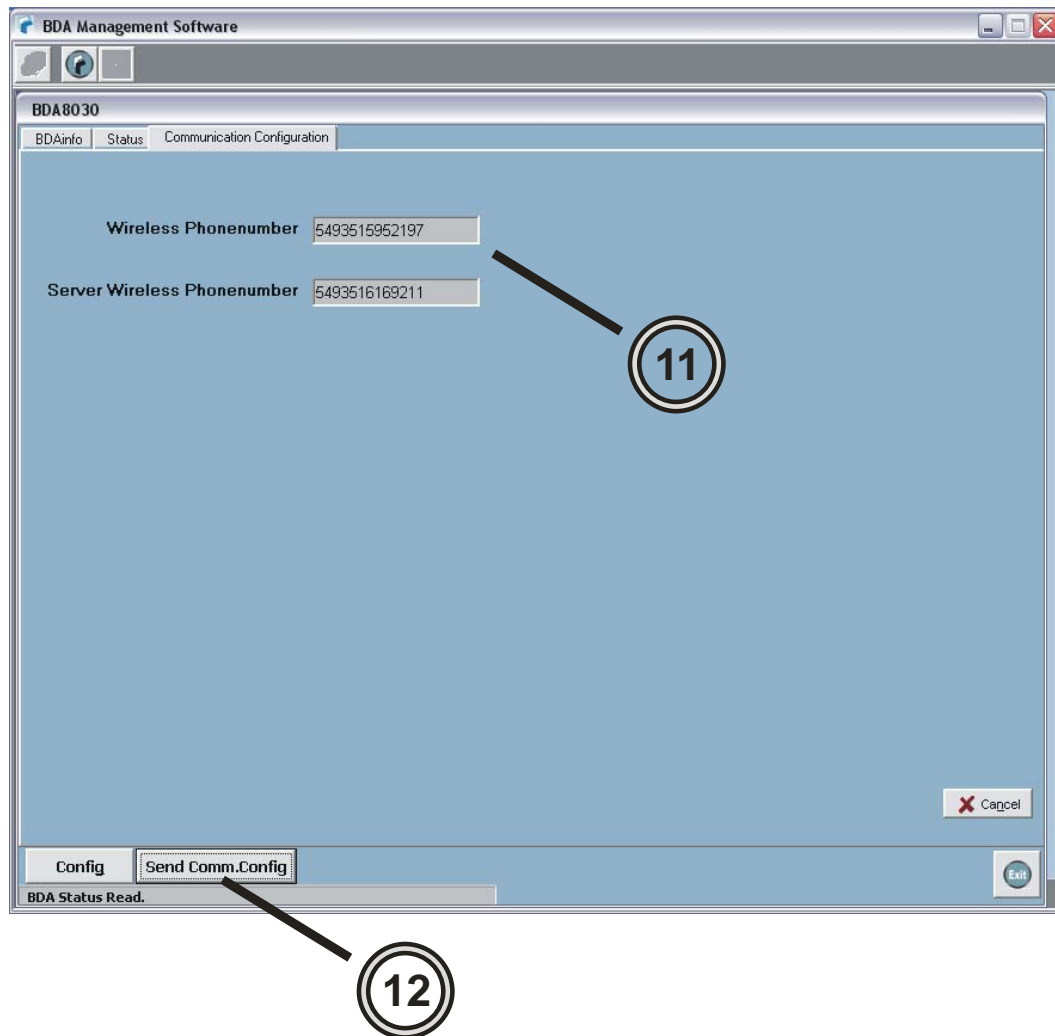 BDA Management Software
BDA8030
BDAinfo Status Communication Configuration
Wireless Phonenumber 5493515952197
Server Wireless Phonenumber 5493516169211
11
Cancel
Config Send Comm.Config Exit
BDA Status Read.
12